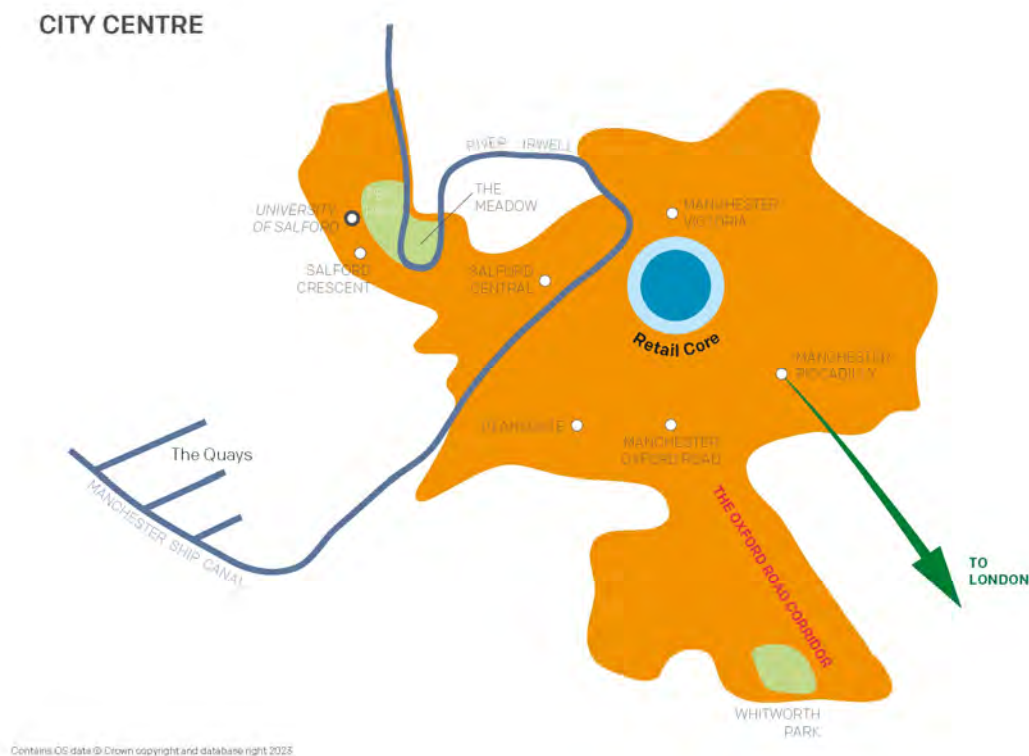 CITY CENTRE
RIVER IRWELL
THE
MEADOW
UNIVERSITY
OF SALFORD
MANCHESTER
VICTORIA
SALFORD
CRESCENT
SALFORD
CENTRAL
Retail Core
MANCHESTER
PICCADILLY
DEANSGATE
MANCHESTER
OXFORD ROAD
The Quays
MANCHESTER SHIP CANAL
THE OXFORD ROAD CORRIDOR
TO
LONDON
WHITWORTH
PARK
Contains OS data © Crown copyright and database right 2023